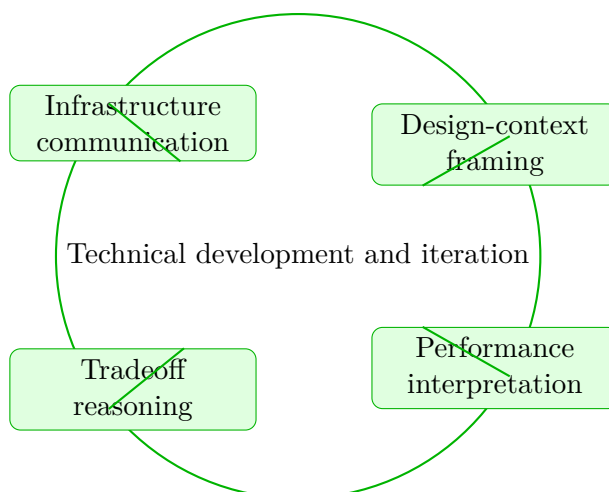 Infrastructure
communication
Design-context
framing
Technical development and iteration
Tradeoff
reasoning
Performance
interpretation